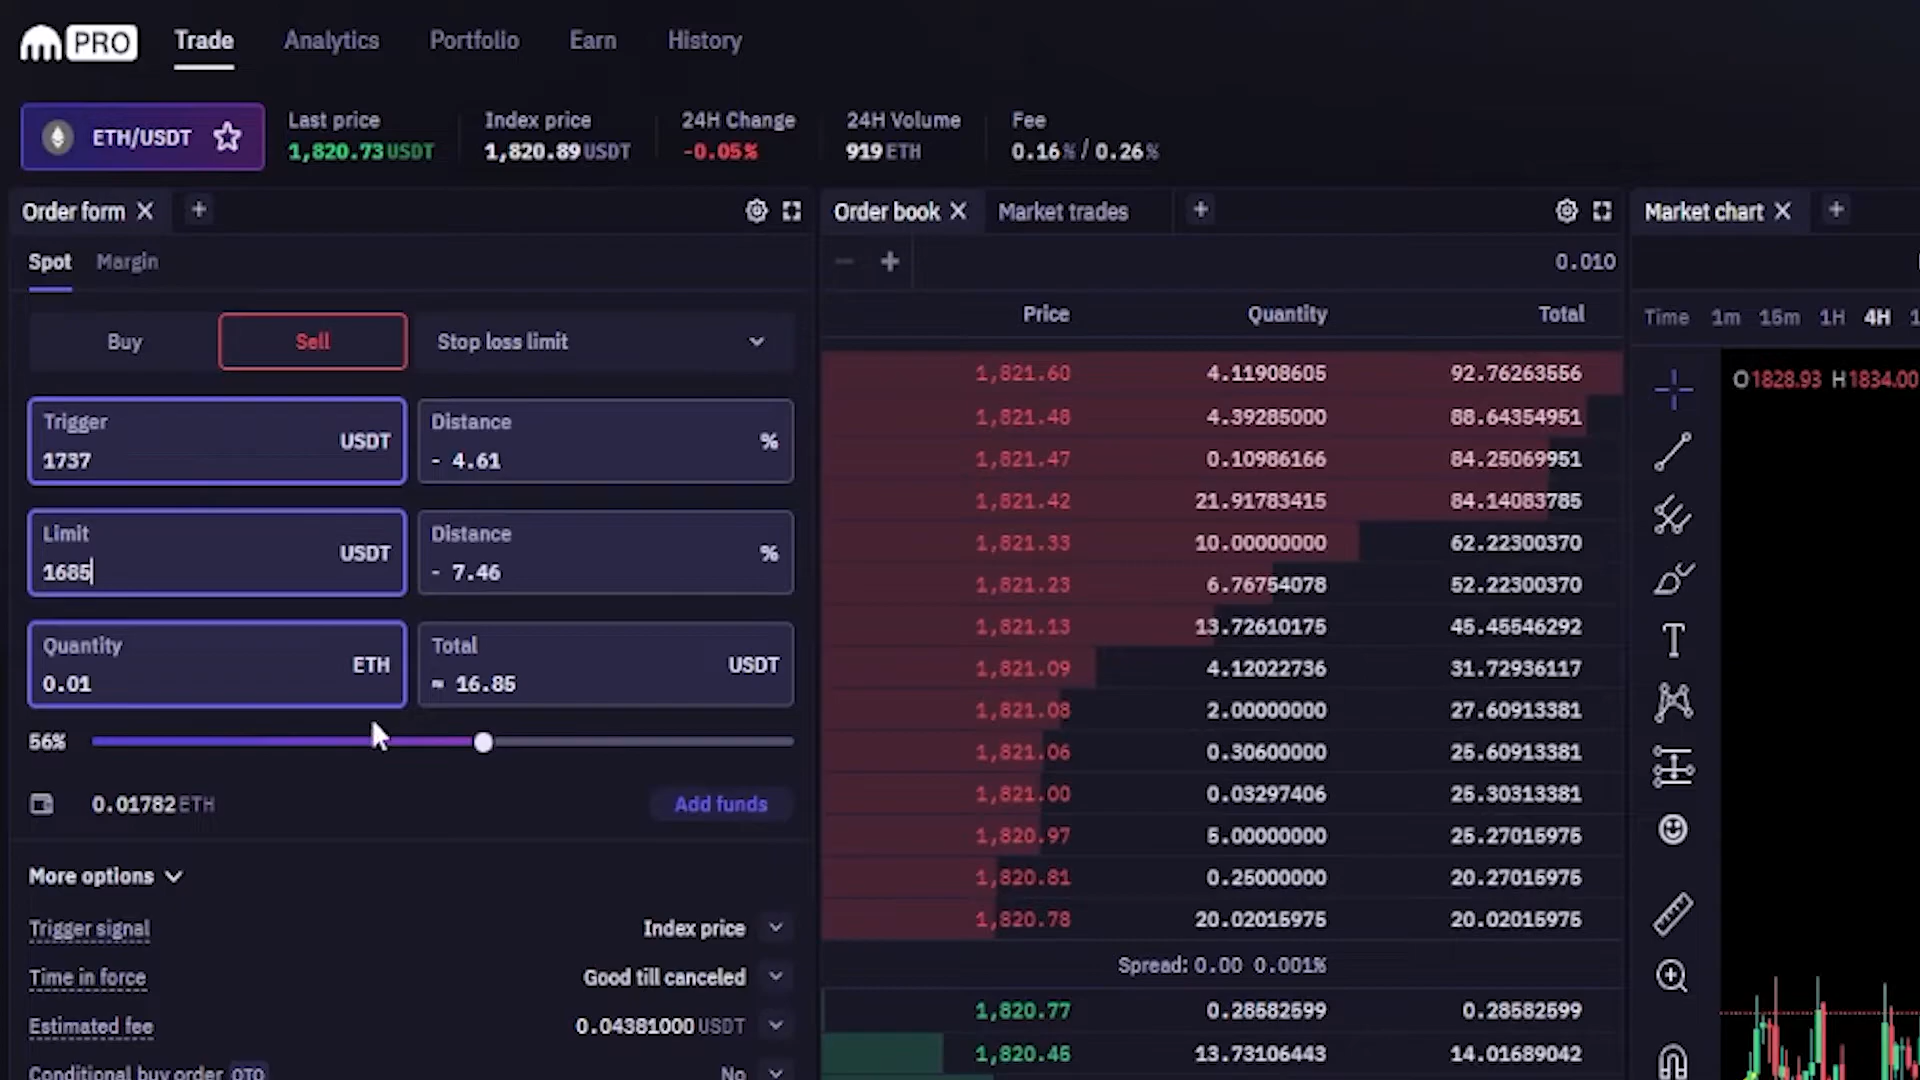 PRO
Trade Analytics Portfolio Earn History
ETH/USDT
Last price
1,820.73 USDT
Index price
1,820.89 USDT
24H Change
-0.05%
24H Volume
919 ETH
Fee
0.16% / 0.26%
Order form
Spot Margin
Buy Sell Stop loss limit
Trigger
1737
USDT
Distance
- 4.61
%
Limit
1685
USDT
Distance
- 7.46
%
Quantity
0.01
ETH
Total
≈ 16.85
USDT
56%
0.01782 ETH
Add funds
More options
Trigger signal Index price
Time in force Good till canceled
Estimated fee 0.04381000 USDT
Conditional buy order OTO No
Order book Market trades
0.010
Price Quantity Total
1,821.60 4.11908605 92.76263556
1,821.48 4.39285000 88.64354951
1,821.47 0.10986166 84.25069951
1,821.42 21.91783415 84.14083785
1,821.33 10.00000000 62.22300370
1,821.23 6.76754078 52.22300370
1,821.13 13.72610175 45.45546292
1,821.09 4.12022736 31.72936117
1,821.08 2.00000000 27.60913381
1,821.06 0.30600000 25.60913381
1,821.00 0.03297406 25.30313381
1,820.97 5.00000000 25.27015975
1,820.81 0.25000000 20.27015975
1,820.78 20.02015975 20.02015975
Spread: 0.00 0.001%
1,820.77 0.28582599 0.28582599
1,820.45 13.73106443 14.01689042
Market chart
Time 1m 15m 1H 4H
O1828.93 H1834.00